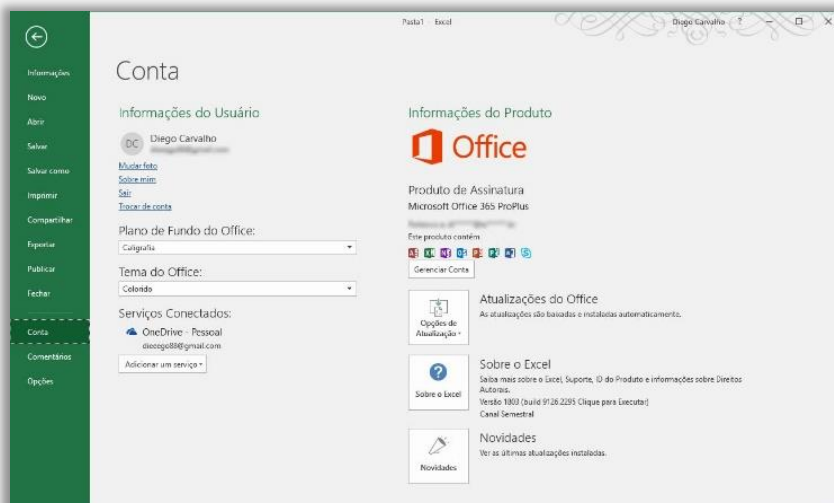 Pasta1 - Excel
Diego Carvalho
?
Informações
Novo
Abrir
Salvar
Salvar como
Imprimir
Compartilhar
Exportar
Publicar
Fechar
Conta
Comentários
Opções
Conta
Informações do Usuário
DC
Diego Carvalho
Mudar foto
Sobre mim
Sair
Trocar de conta
Plano de Fundo do Office:
Caligrafia
Tema do Office:
Colorido
Serviços Conectados:
OneDrive - Pessoal
dieeego88@gmail.com
Adicionar um serviço
Informações do Produto
Office
Produto de Assinatura
Microsoft Office 365 ProPlus
Este produto contém
Gerenciar Conta
Opções de
Atualização
Atualizações do Office
As atualizações são baixadas e instaladas automaticamente.
Sobre o Excel
Sobre o Excel
Saiba mais sobre o Excel, Suporte, ID do Produto e informações sobre Direitos
Autorais.
Versão 1803 (build 9126.2295 Clique para Executar)
Canal Semestral
Novidades
Novidades
Ver as últimas atualizações instaladas.